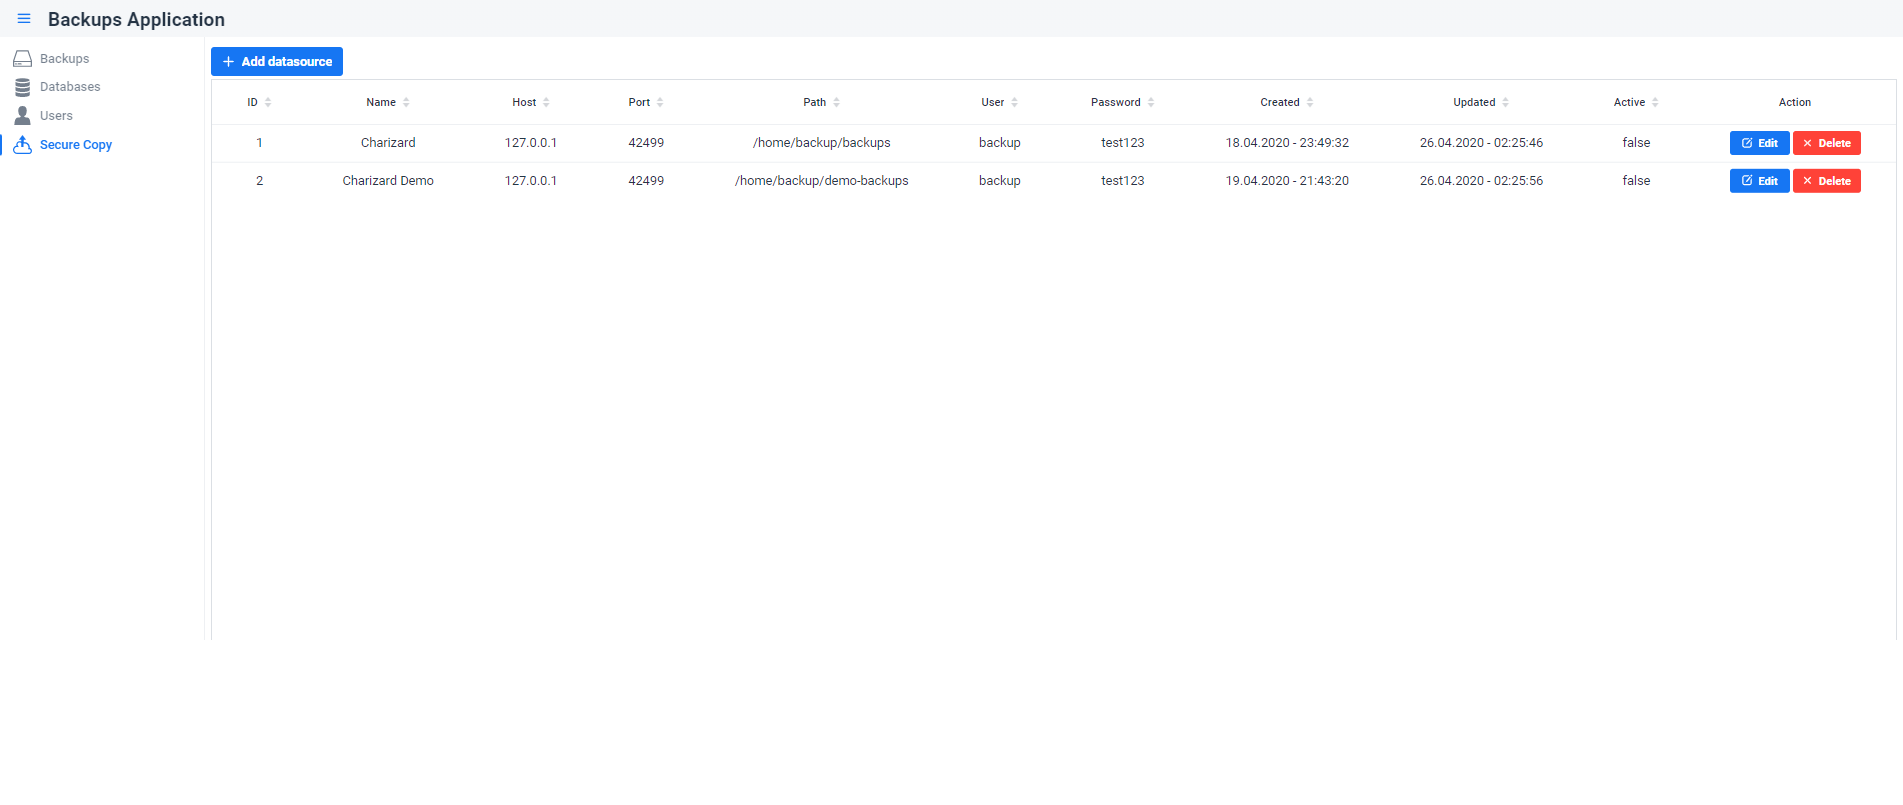 Backups Application
Backups
Databases
Users
Secure Copy
Add datasource
ID Name Host Port Path User Password Created Updated Active Action
1 Charizard 127.0.0.1 42499 /home/backup/backups backup test123 18.04.2020 - 23:49:32 26.04.2020 - 02:25:46 false Edit Delete
2 Charizard Demo 127.0.0.1 42499 /home/backup/demo-backups backup test123 19.04.2020 - 21:43:20 26.04.2020 - 02:25:56 false Edit Delete